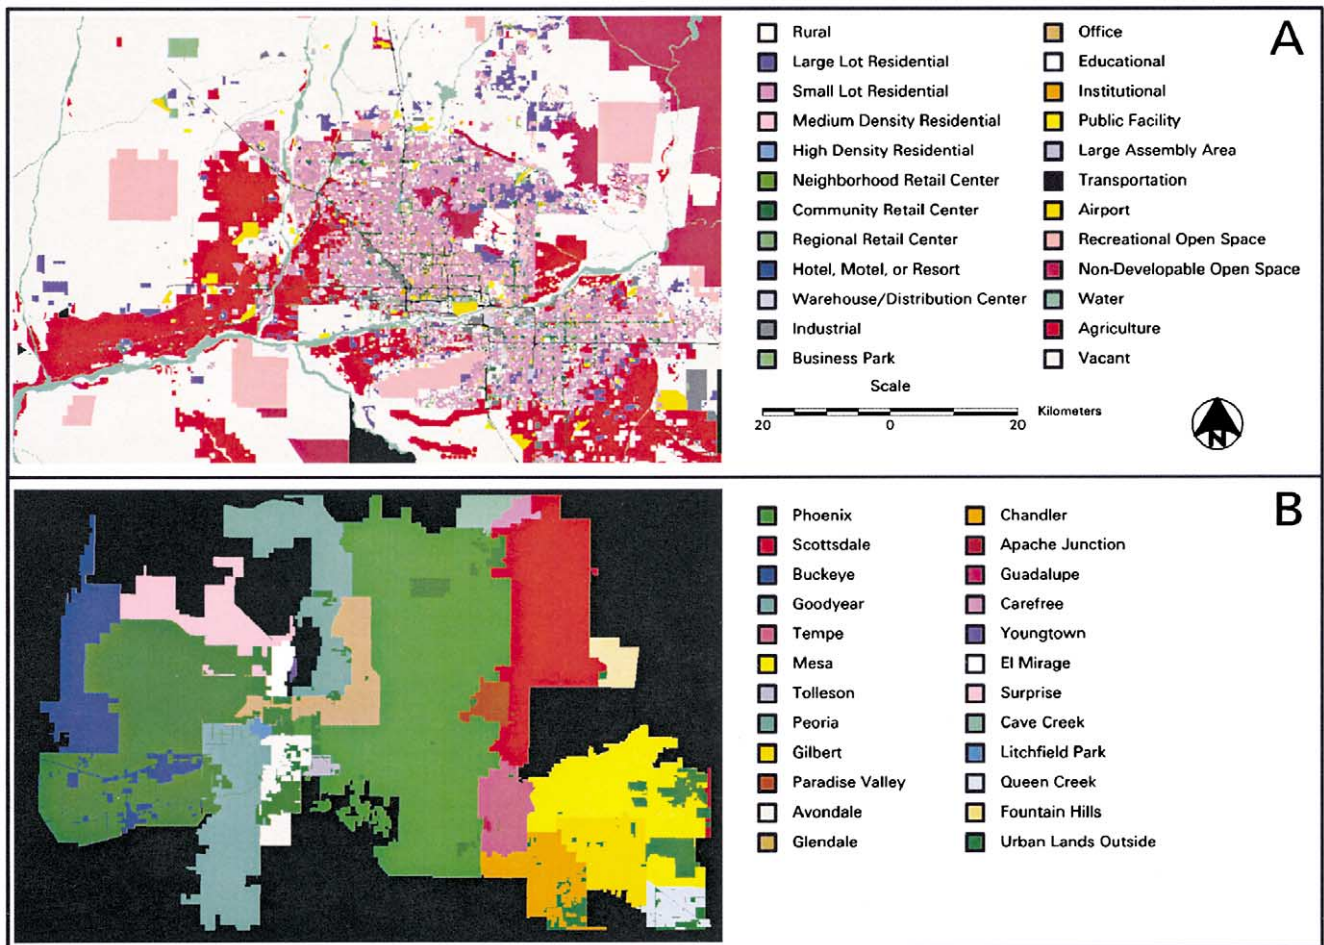 A
Rural
Large Lot Residential
Small Lot Residential
Medium Density Residential
High Density Residential
Neighborhood Retail Center
Community Retail Center
Regional Retail Center
Hotel, Motel, or Resort
Warehouse/Distribution Center
Industrial
Business Park
Office
Educational
Institutional
Public Facility
Large Assembly Area
Transportation
Airport
Recreational Open Space
Non-Developable Open Space
Water
Agriculture
Vacant
Scale
Kilometers
20 0 20
N
B
Phoenix
Scottsdale
Buckeye
Goodyear
Tempe
Mesa
Tolleson
Peoria
Gilbert
Paradise Valley
Avondale
Glendale
Chandler
Apache Junction
Guadalupe
Carefree
Youngtown
El Mirage
Surprise
Cave Creek
Litchfield Park
Queen Creek
Fountain Hills
Urban Lands Outside